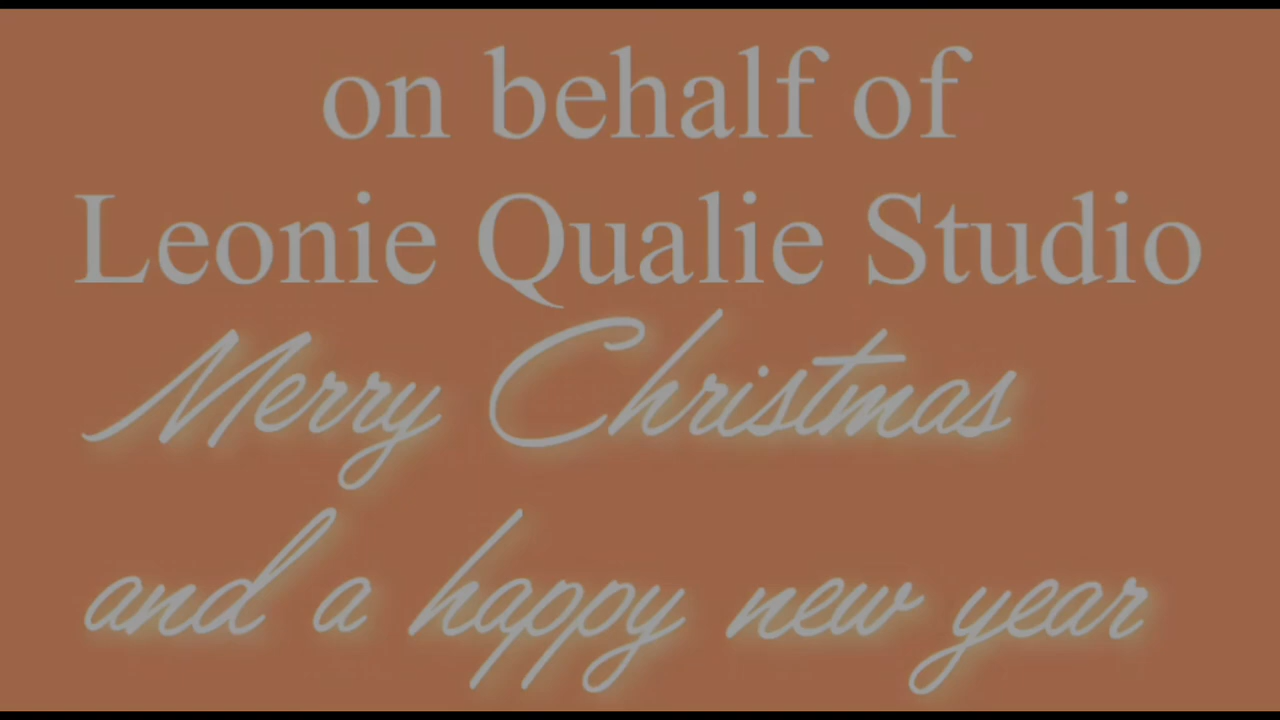 on behalf of
Leonie Qualie Studio
Merry Christmas
and a happy new year